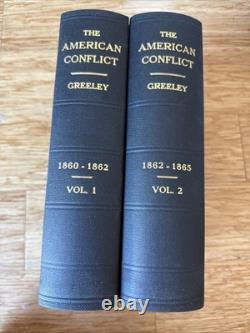 THE
AMERICAN
CONFLICT
GREELEY
1860 - 1862
VOL. 1
THE
AMERICAN
CONFLICT
GREELEY
1862 - 1865
VOL. 2